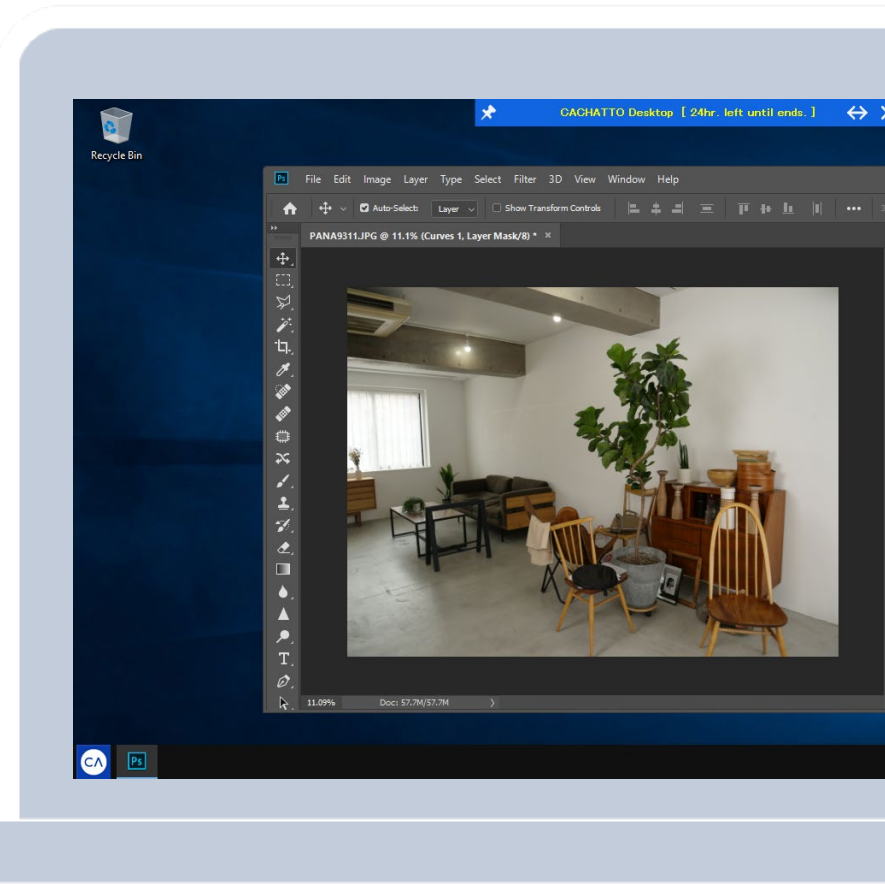 CACHATTO Desktop [ 24hr. left until ends. ]
Recycle Bin
Ps File Edit Image Layer Type Select Filter 3D View Window Help
Auto-Select: Layer Show Transform Controls
PANA9311.JPG @ 11.1% (Curves 1, Layer Mask/8) *
T
11.09% Doc: 57.7M/57.7M
CA Ps